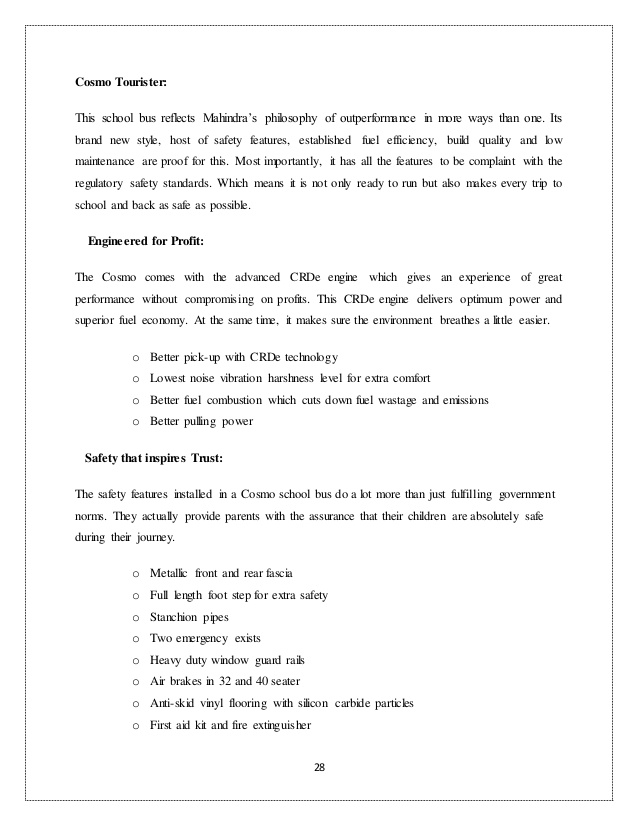 Cosmo Tourister:
This school bus reflects Mahindra’s philosophy of outperformance in more ways than one. Its
brand new style, host of safety features, established fuel efficiency, build quality and low
maintenance are proof for this. Most importantly, it has all the features to be complaint with the
regulatory safety standards. Which means it is not only ready to run but also makes every trip to
school and back as safe as possible.
Engineered for Profit:
The Cosmo comes with the advanced CRDe engine which gives an experience of great
performance without compromising on profits. This CRDe engine delivers optimum power and
superior fuel economy. At the same time, it makes sure the environment breathes a little easier.
o Better pick-up with CRDe technology
o Lowest noise vibration harshness level for extra comfort
o Better fuel combustion which cuts down fuel wastage and emissions
o Better pulling power
Safety that inspires Trust:
The safety features installed in a Cosmo school bus do a lot more than just fulfilling government
norms. They actually provide parents with the assurance that their children are absolutely safe
during their journey.
o Metallic front and rear fascia
o Full length foot step for extra safety
o Stanchion pipes
o Two emergency exists
o Heavy duty window guard rails
o Air brakes in 32 and 40 seater
o Anti-skid vinyl flooring with silicon carbide particles
o First aid kit and fire extinguisher
28